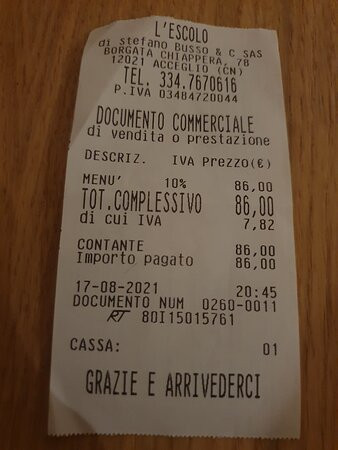 L'ESCOLO
di stefano Busso & C SAS
BORGATA CHIAPPERA, 78
12021 ACCEGLIO (CN)
TEL. 334.7670616
P.IVA 03484720044
DOCUMENTO COMMERCIALE
di vendita o prestazione
DESCRIZ. IVA Prezzo(€)
MENU' 10% 86,00
TOT.COMPLESSIVO 86,00
di cui IVA 7,82
CONTANTE 86,00
Importo pagato 86,00
17-08-2021 20:45
DOCUMENTO NUM 0260-0011
RT 80I15015761
CASSA: 01
GRAZIE E ARRIVEDERCI